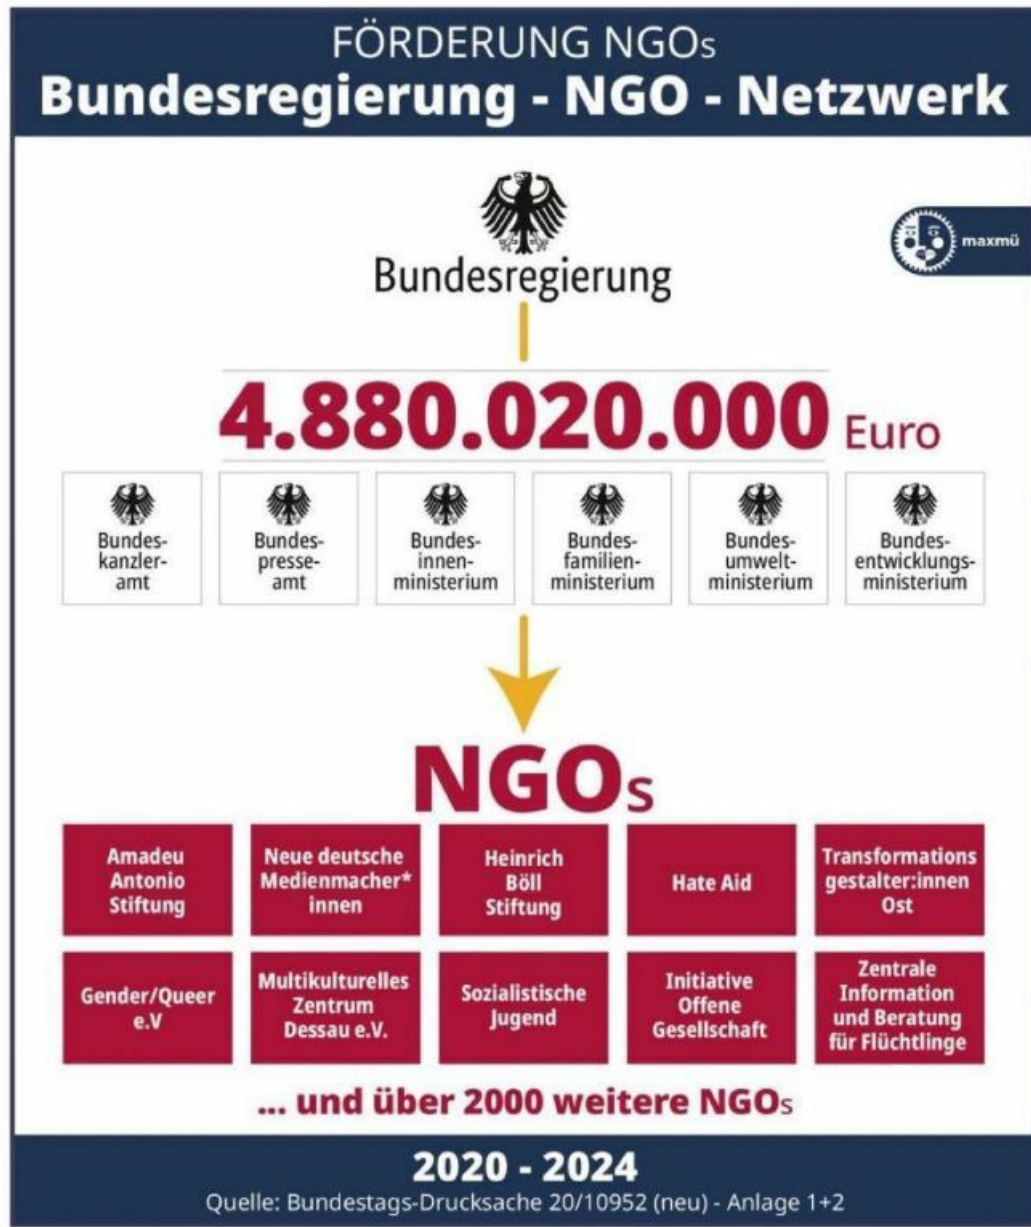 FÖRDERUNG NGOs
Bundesregierung - NGO - Netzwerk
Bundesregierung
maxmü
4.880.020.000 Euro
Bundes-
kanzler-
amt
Bundes-
presse-
amt
Bundes-
innen-
ministerium
Bundes-
familien-
ministerium
Bundes-
umwelt-
ministerium
Bundes-
entwicklungs-
ministerium
NGOs
Amadeu
Antonio
Stiftung
Neue deutsche
Medienmacher*
innen
Heinrich
Böll
Stiftung
Hate Aid
Transformations
gestalter:innen
Ost
Gender/Queer
e.V
Multikulturelles
Zentrum
Dessau e.V.
Sozialistische
Jugend
Initiative
Offene
Gesellschaft
Zentrale
Information
und Beratung
für Flüchtlinge
... und über 2000 weitere NGOs
2020 - 2024
Quelle: Bundestags-Drucksache 20/10952 (neu) - Anlage 1+2